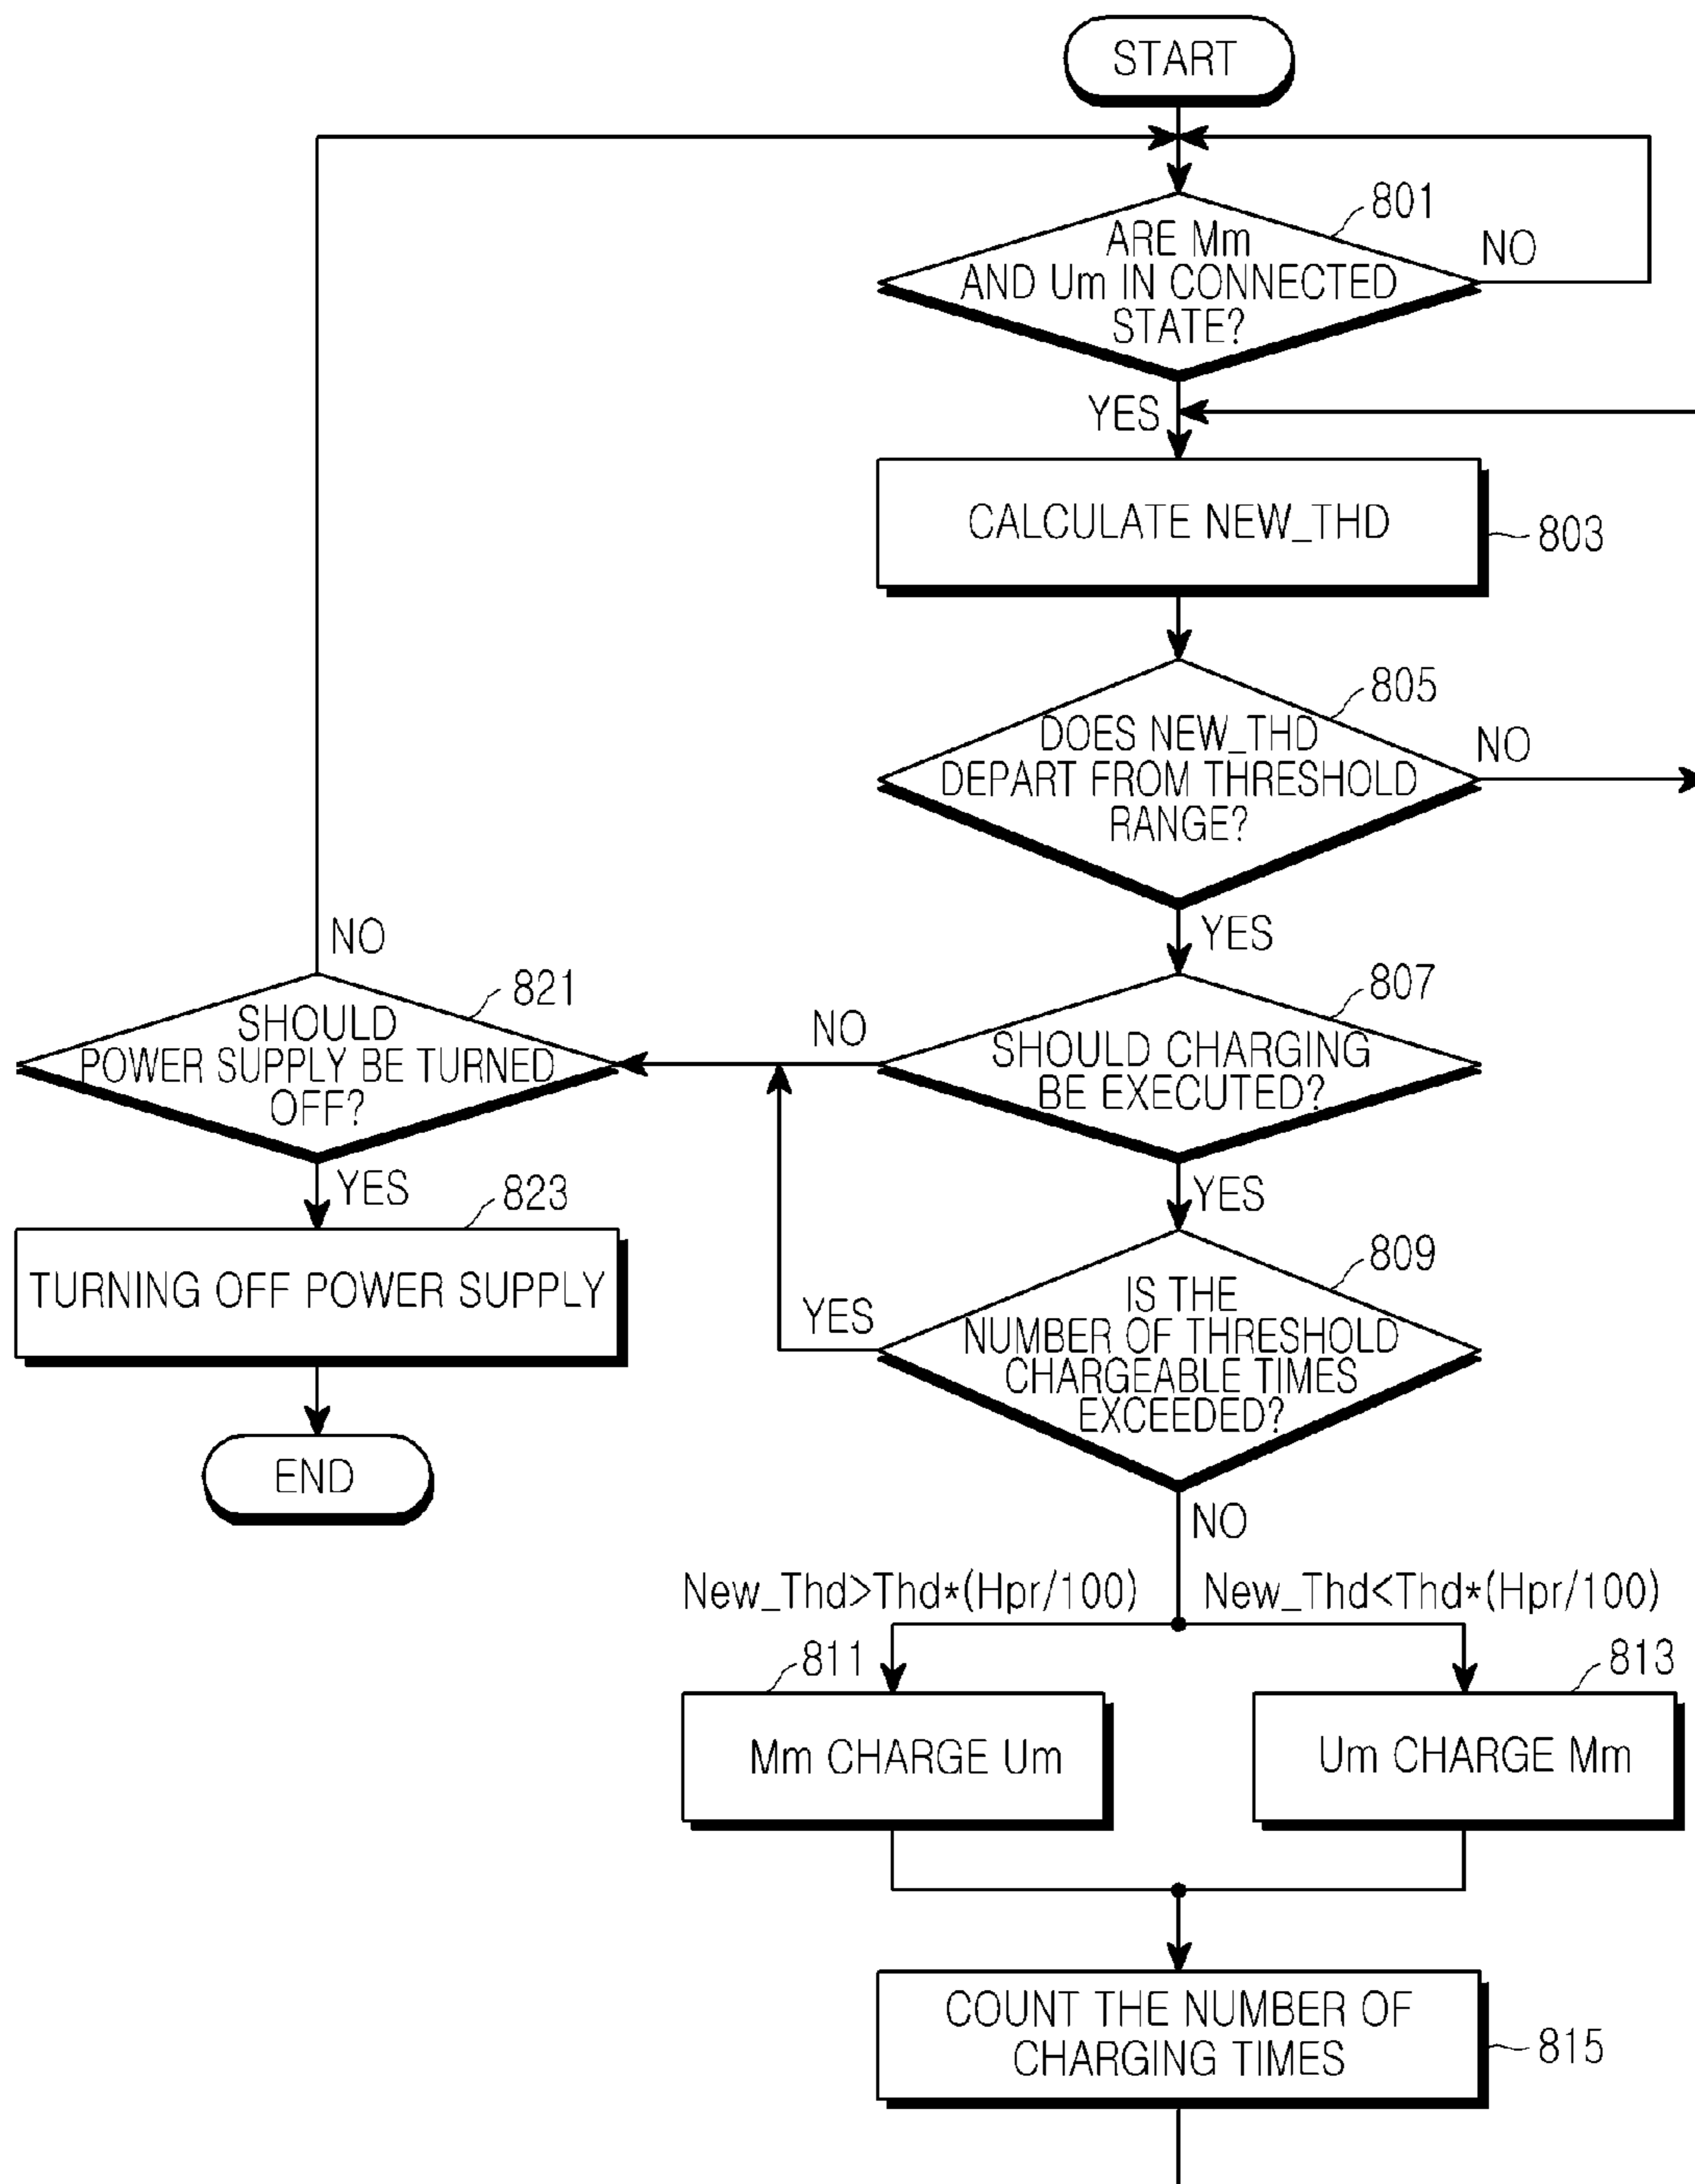 START
801
ARE Mm
AND Um IN CONNECTED
STATE?
NO
YES
CALCULATE NEW_THD
803
805
DOES NEW_THD
DEPART FROM THRESHOLD
RANGE?
NO
YES
NO
821
SHOULD
POWER SUPPLY BE TURNED
OFF?
NO
807
SHOULD CHARGING
BE EXECUTED?
YES
823
TURNING OFF POWER SUPPLY
END
YES
809
YES
IS THE
NUMBER OF THRESHOLD
CHARGEABLE TIMES
EXCEEDED?
NO
New_Thd>Thd*(Hpr/100)
New_Thd<Thd*(Hpr/100)
811
813
Mm CHARGE Um
Um CHARGE Mm
COUNT THE NUMBER OF
CHARGING TIMES
815